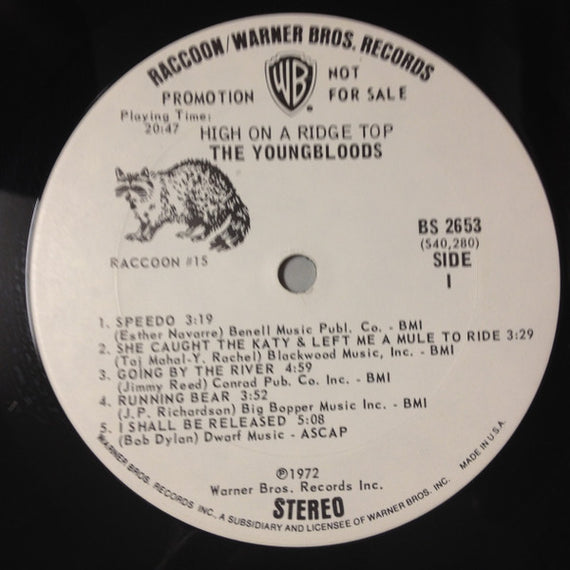 RACCOON/WARNER BROS. RECORDS
WB
PROMOTION NOT FOR SALE
Playing Time:
20:47
HIGH ON A RIDGE TOP
THE YOUNGBLOODS
BS 2653
(S40,280)
SIDE
1
RACCOON #15
1. SPEEDO 3:19
(Esther Navarre) Benell Music Publ. Co. - BMI
2. SHE CAUGHT THE KATY & LEFT ME A MULE TO RIDE 3:29
(Taj Mahal-Y. Rachel) Blackwood Music, Inc. - BMI
3. GOING BY THE RIVER 4:59
(Jimmy Reed) Conrad Pub. Co. Inc. - BMI
4. RUNNING BEAR 3:52
(J.P. Richardson) Big Bopper Music Inc. - BMI
5. I SHALL BE RELEASED 5:08
(Bob Dylan) Dwarf Music - ASCAP
℗1972
Warner Bros. Records Inc.
STEREO
WARNER BROS. RECORDS INC., A SUBSIDIARY AND LICENSEE OF WARNER BROS. INC. MADE IN U.S.A.